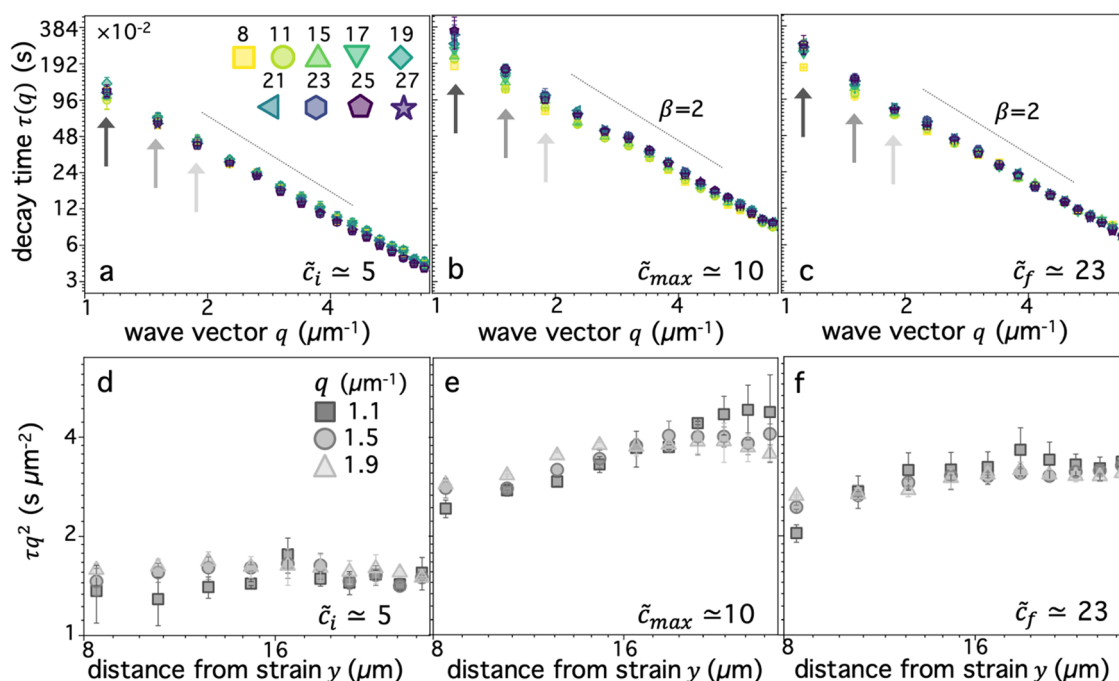 decay time τ(q) (s)
384
192
96
48
24
12
6
3
×10⁻²
8 11 15 17 19
21 23 25 27
a
c̃ᵢ ≃ 5
1 2
wave vector q (μm⁻¹)
b
β=2
c̃ₘₐₓ ≃ 10
2 4
wave vector q (μm⁻¹)
c
β=2
c̃_f ≃ 23
2 4
wave vector q (μm⁻¹)
τq² (s μm⁻²)
4
2
1
d
q (μm⁻¹)
1.1
1.5
1.9
c̃ᵢ ≃ 5
8 16
distance from strain y (μm)
e
c̃ₘₐₓ ≃10
16
distance from strain y (μm)
f
c̃_f ≃ 23
8 16
distance from strain y (μm)